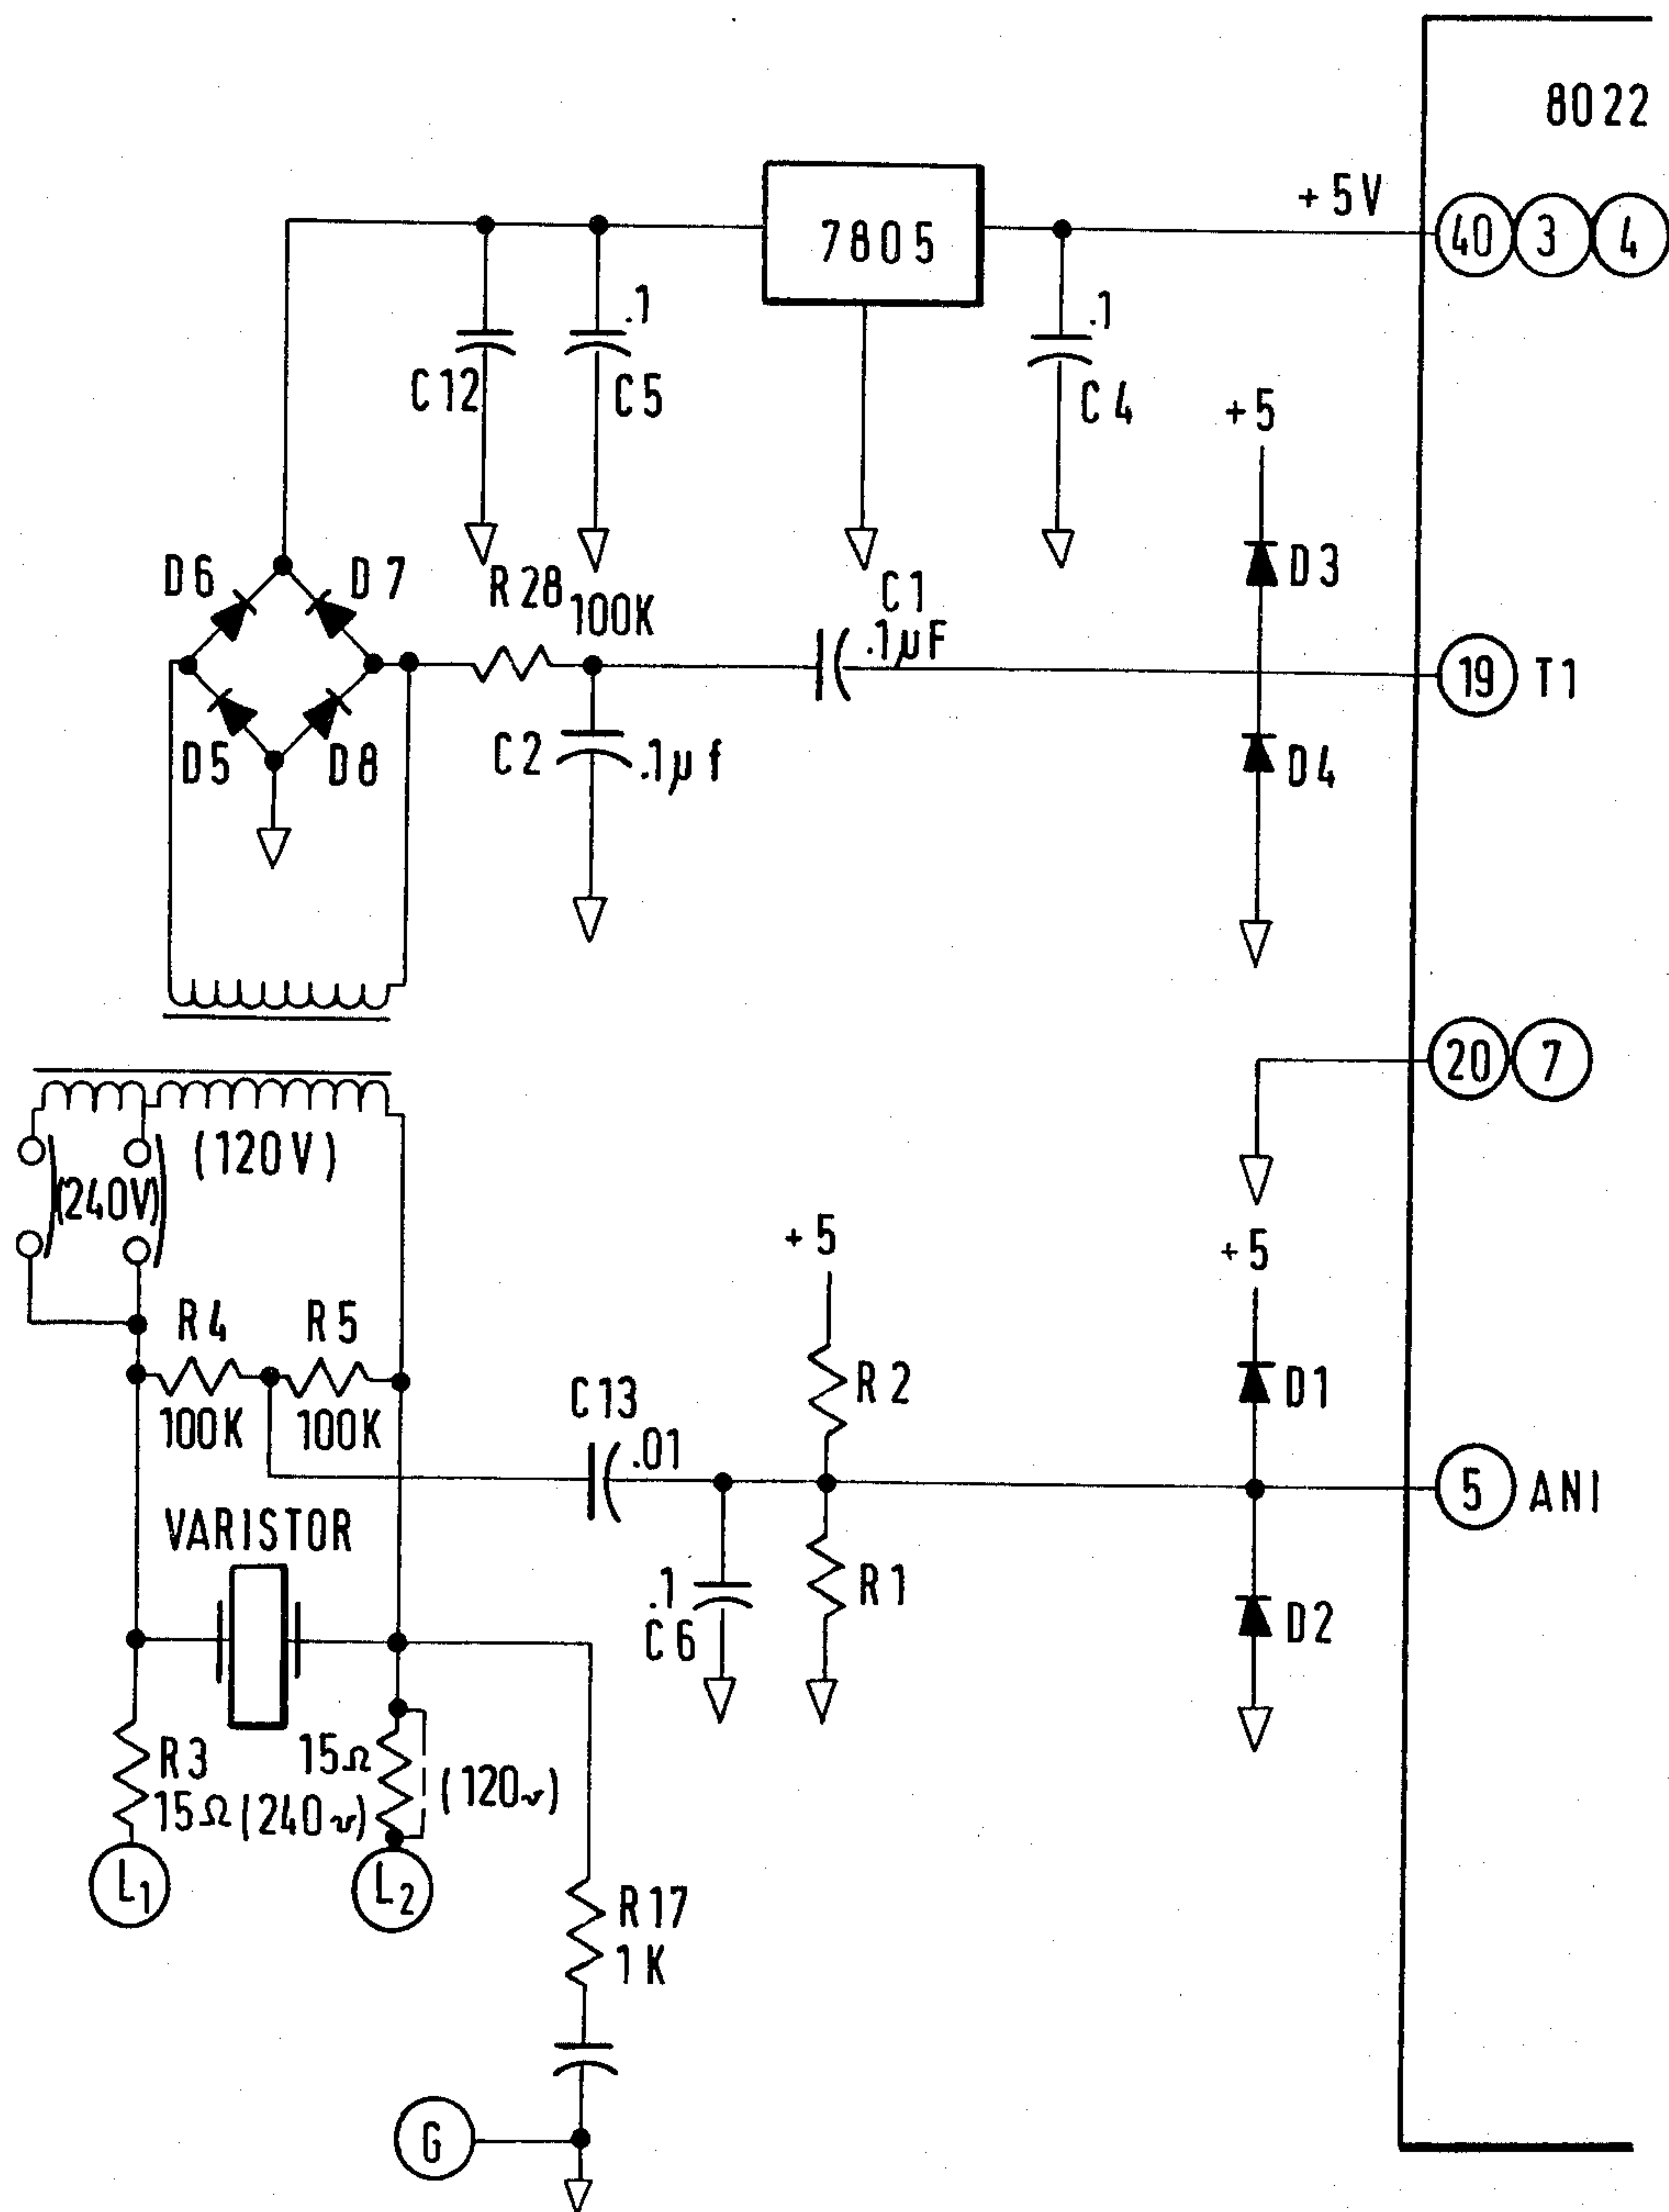 8022
+5V
40 3 4
7805
.1
C12
C5
.1
C4
+5
D3
D6
D7
R28
100K
C1
.1µF
19 T1
D5
D8
C2
.1µf
D4
20 7
(120V)
(240V)
+5
+5
R4
R5
100K
100K
C13
.01
R2
D1
5 AN1
VARISTOR
.1
C6
R1
D2
R3
15Ω (240v)
15Ω
(120v)
L1
L2
R17
1K
G